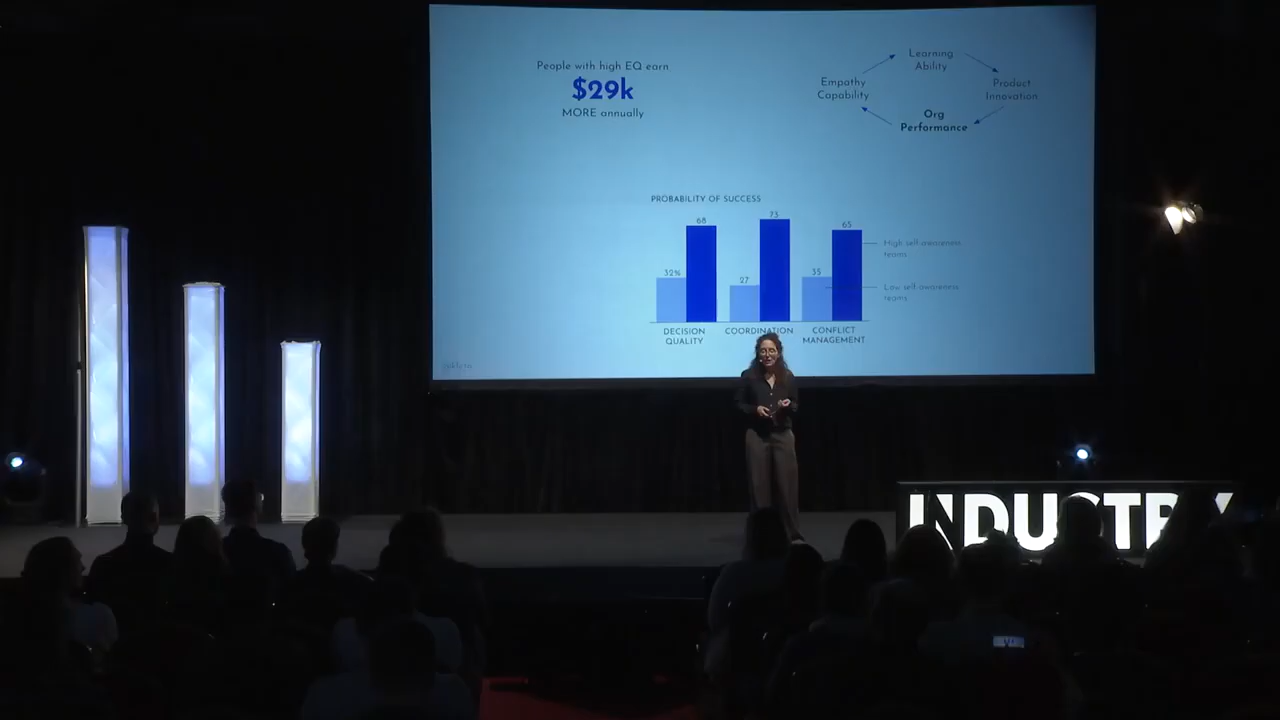 People with high EQ earn
$29k
MORE annually
Learning
Ability
Empathy
Capability
Product
Innovation
Org
Performance
PROBABILITY OF SUCCESS
68
73
65
32%
27
35
High self-awareness
teams
Low self-awareness
teams
DECISION
QUALITY
COORDINATION
CONFLICT
MANAGEMENT
INDUSTRY